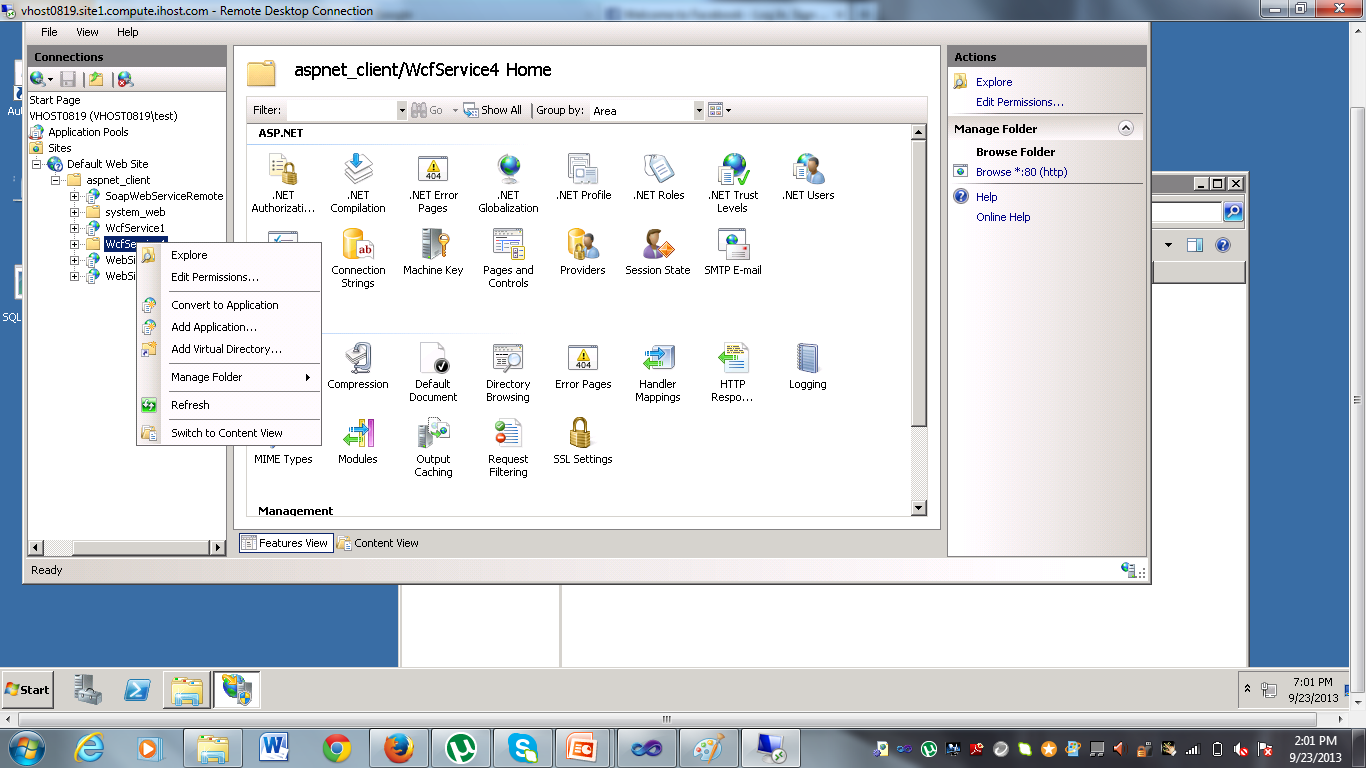 vhost0819.site1.compute.ihost.com - Remote Desktop Connection
File View Help
Connections
Start Page
VHOST0819 (VHOST0819\test)
Application Pools
Sites
Default Web Site
aspnet_client
SoapWebServiceRemote
system_web
WcfService1
WebSi
WebSi
Explore
Edit Permissions...
Convert to Application
Add Application...
Add Virtual Directory...
Manage Folder
Refresh
Switch to Content View
aspnet_client/WcfService4 Home
Filter: Go Show All Group by: Area
ASP.NET
.NET Authorizati... .NET Compilation .NET Error Pages .NET Globalization .NET Profile .NET Roles .NET Trust Levels .NET Users
Connection Strings Machine Key Pages and Controls Providers Session State SMTP E-mail
Compression Default Document Directory Browsing Error Pages Handler Mappings HTTP Respo... Logging
MIME Types Modules Output Caching Request Filtering SSL Settings
Management
Features View Content View
Ready
Actions
Explore
Edit Permissions...
Manage Folder
Browse Folder
Browse *:80 (http)
Help
Online Help
SQL
Start
7:01 PM
9/23/2013
2:01 PM
9/23/2013